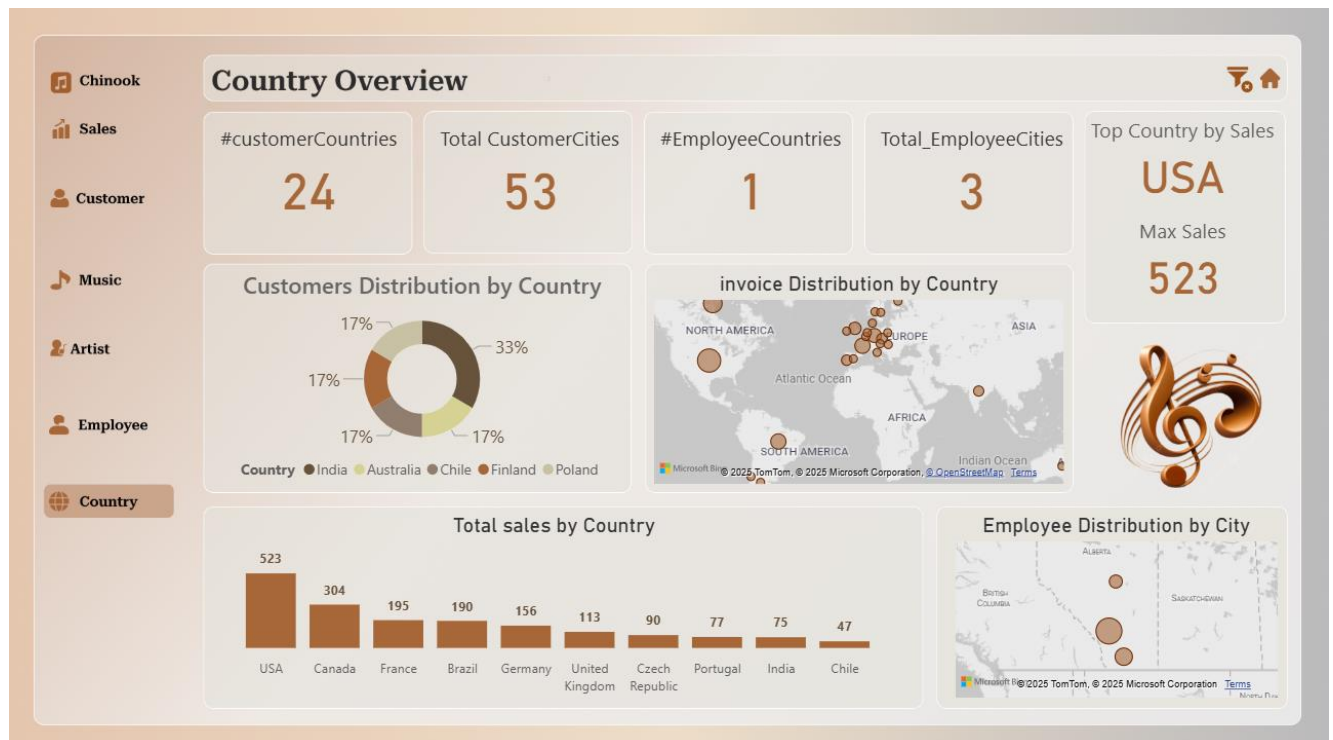 Chinook
Sales
Customer
Music
Artist
Employee
Country
Country Overview
#customerCountries
24
Total CustomerCities
53
#EmployeeCountries
1
Total_EmployeeCities
3
Top Country by Sales
USA
Max Sales
523
Customers Distribution by Country
17%
33%
17%
17%
17%
Country India Australia Chile Finland Poland
invoice Distribution by Country
NORTH AMERICA
EUROPE
ASIA
Atlantic Ocean
AFRICA
SOUTH AMERICA
Indian Ocean
Microsoft Bing
© 2025 TomTom, © 2025 Microsoft Corporation, © OpenStreetMap Terms
Total sales by Country
523
304
195
190
156
113
90
77
75
47
USA
Canada
France
Brazil
Germany
United
Kingdom
Czech
Republic
Portugal
India
Chile
Employee Distribution by City
ALBERTA
BRITISH
COLUMBIA
SASKATCHEWAN
Microsoft
© 2025 TomTom, © 2025 Microsoft Corporation Terms